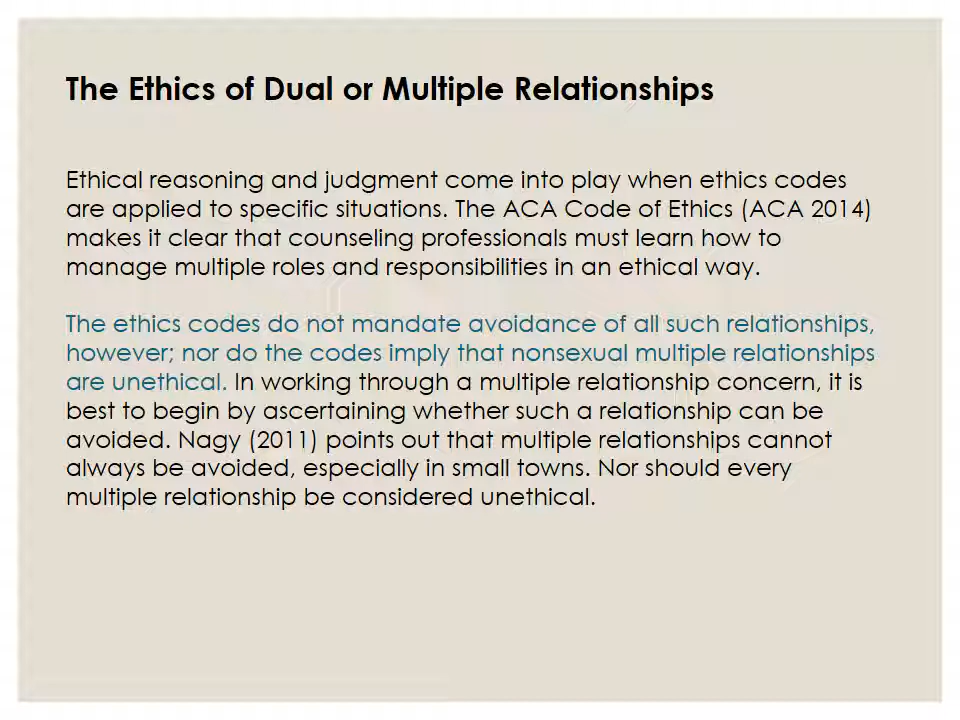 The Ethics of Dual or Multiple Relationships
Ethical reasoning and judgment come into play when ethics codes
are applied to specific situations. The ACA Code of Ethics (ACA 2014)
makes it clear that counseling professionals must learn how to
manage multiple roles and responsibilities in an ethical way.
The ethics codes do not mandate avoidance of all such relationships,
however; nor do the codes imply that nonsexual multiple relationships
are unethical. In working through a multiple relationship concern, it is
best to begin by ascertaining whether such a relationship can be
avoided. Nagy (2011) points out that multiple relationships cannot
always be avoided, especially in small towns. Nor should every
multiple relationship be considered unethical.